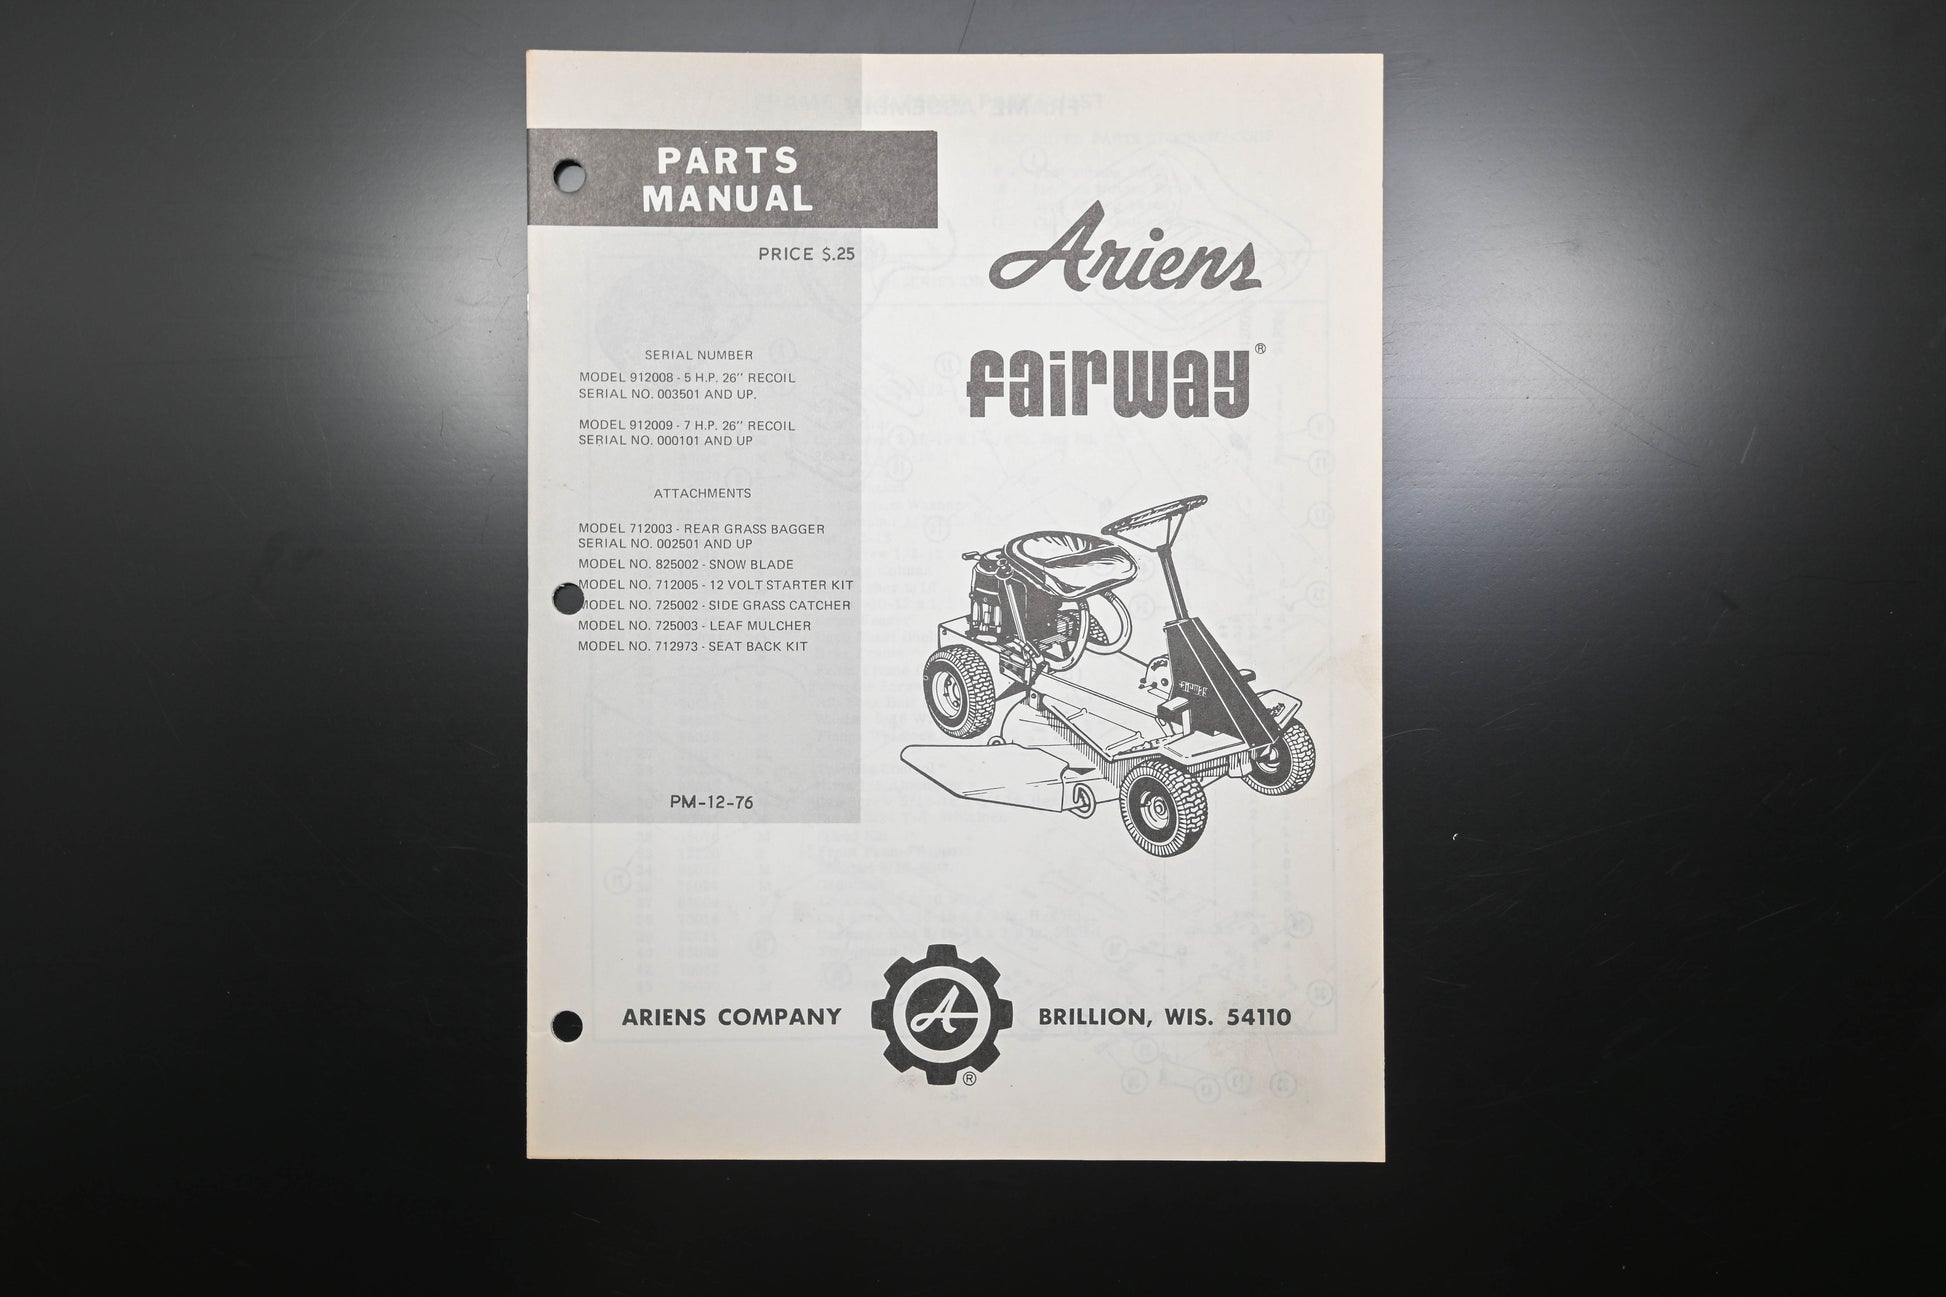 PARTS
MANUAL
PRICE $.25
Ariens
fairway®
SERIAL NUMBER
MODEL 912008 - 5 H.P. 26" RECOIL
SERIAL NO. 003501 AND UP.
MODEL 912009 - 7 H.P. 26" RECOIL
SERIAL NO. 000101 AND UP
ATTACHMENTS
MODEL 712003 - REAR GRASS BAGGER
SERIAL NO. 002501 AND UP
MODEL NO. 825002 - SNOW BLADE
MODEL NO. 712005 - 12 VOLT STARTER KIT
MODEL NO. 725002 - SIDE GRASS CATCHER
MODEL NO. 725003 - LEAF MULCHER
MODEL NO. 712973 - SEAT BACK KIT
PM-12-76
ARIENS COMPANY A ® BRILLION, WIS. 54110